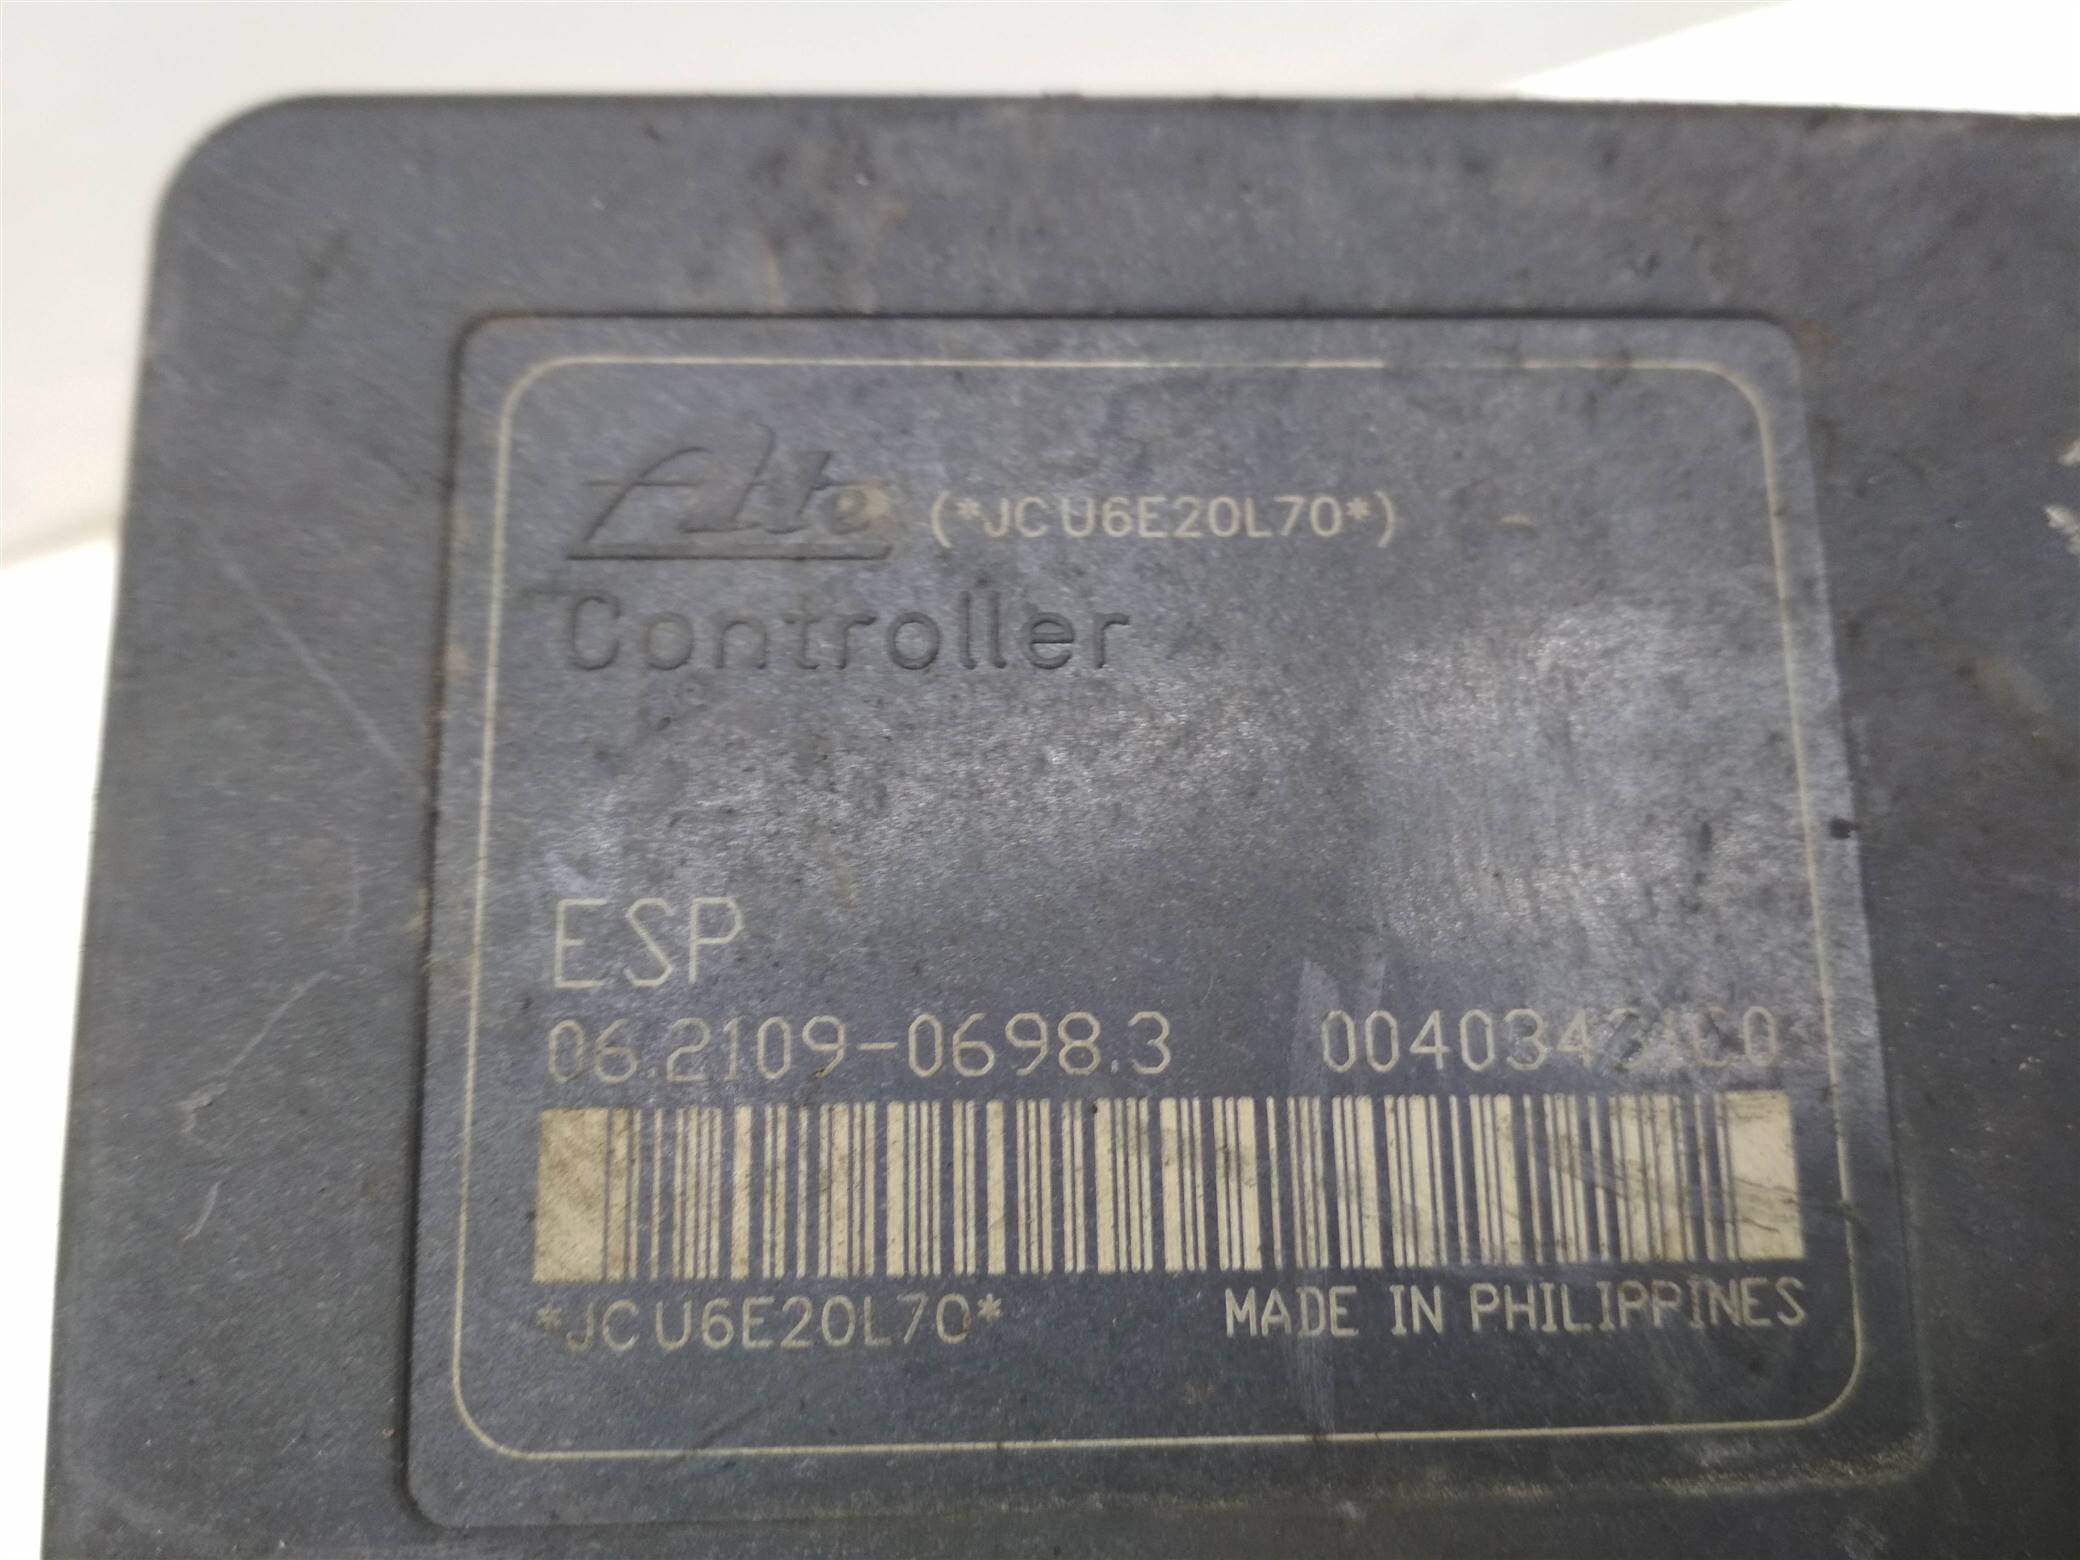 Ate (*JCU6E20L70*)
Controller
ESP
06.2109-0698.3
*JCU6E20L70* MADE IN PHILIPPINES